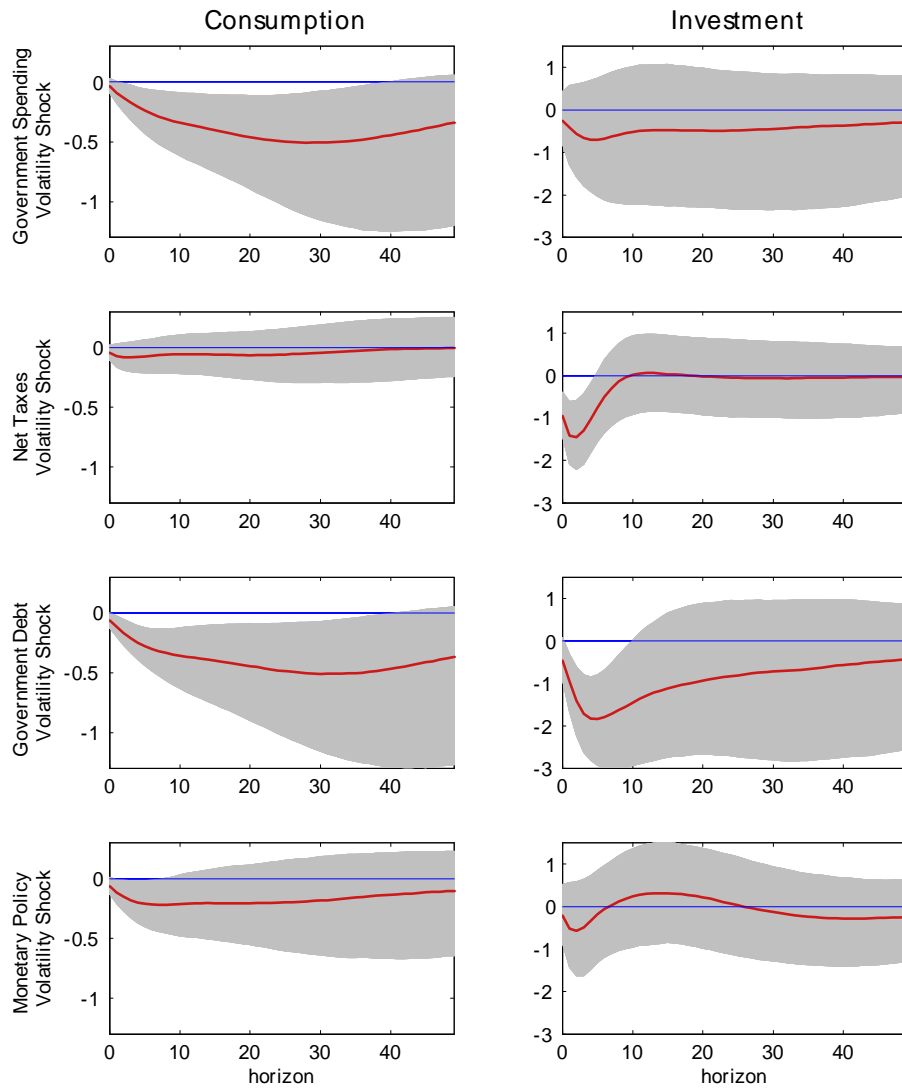 Consumption
Investment
Government Spending
Volatility Shock
0
-0.5
-1
0 10 20 30 40
1
0
-1
-2
-3
0 10 20 30 40
Net Taxes
Volatility Shock
0
-0.5
-1
0 10 20 30 40
1
0
-1
-2
-3
0 10 20 30 40
Government Debt
Volatility Shock
0
-0.5
-1
0 10 20 30 40
1
0
-1
-2
-3
0 10 20 30 40
Monetary Policy
Volatility Shock
0
-0.5
-1
0 10 20 30 40
horizon
1
0
-1
-2
-3
0 10 20 30 40
horizon